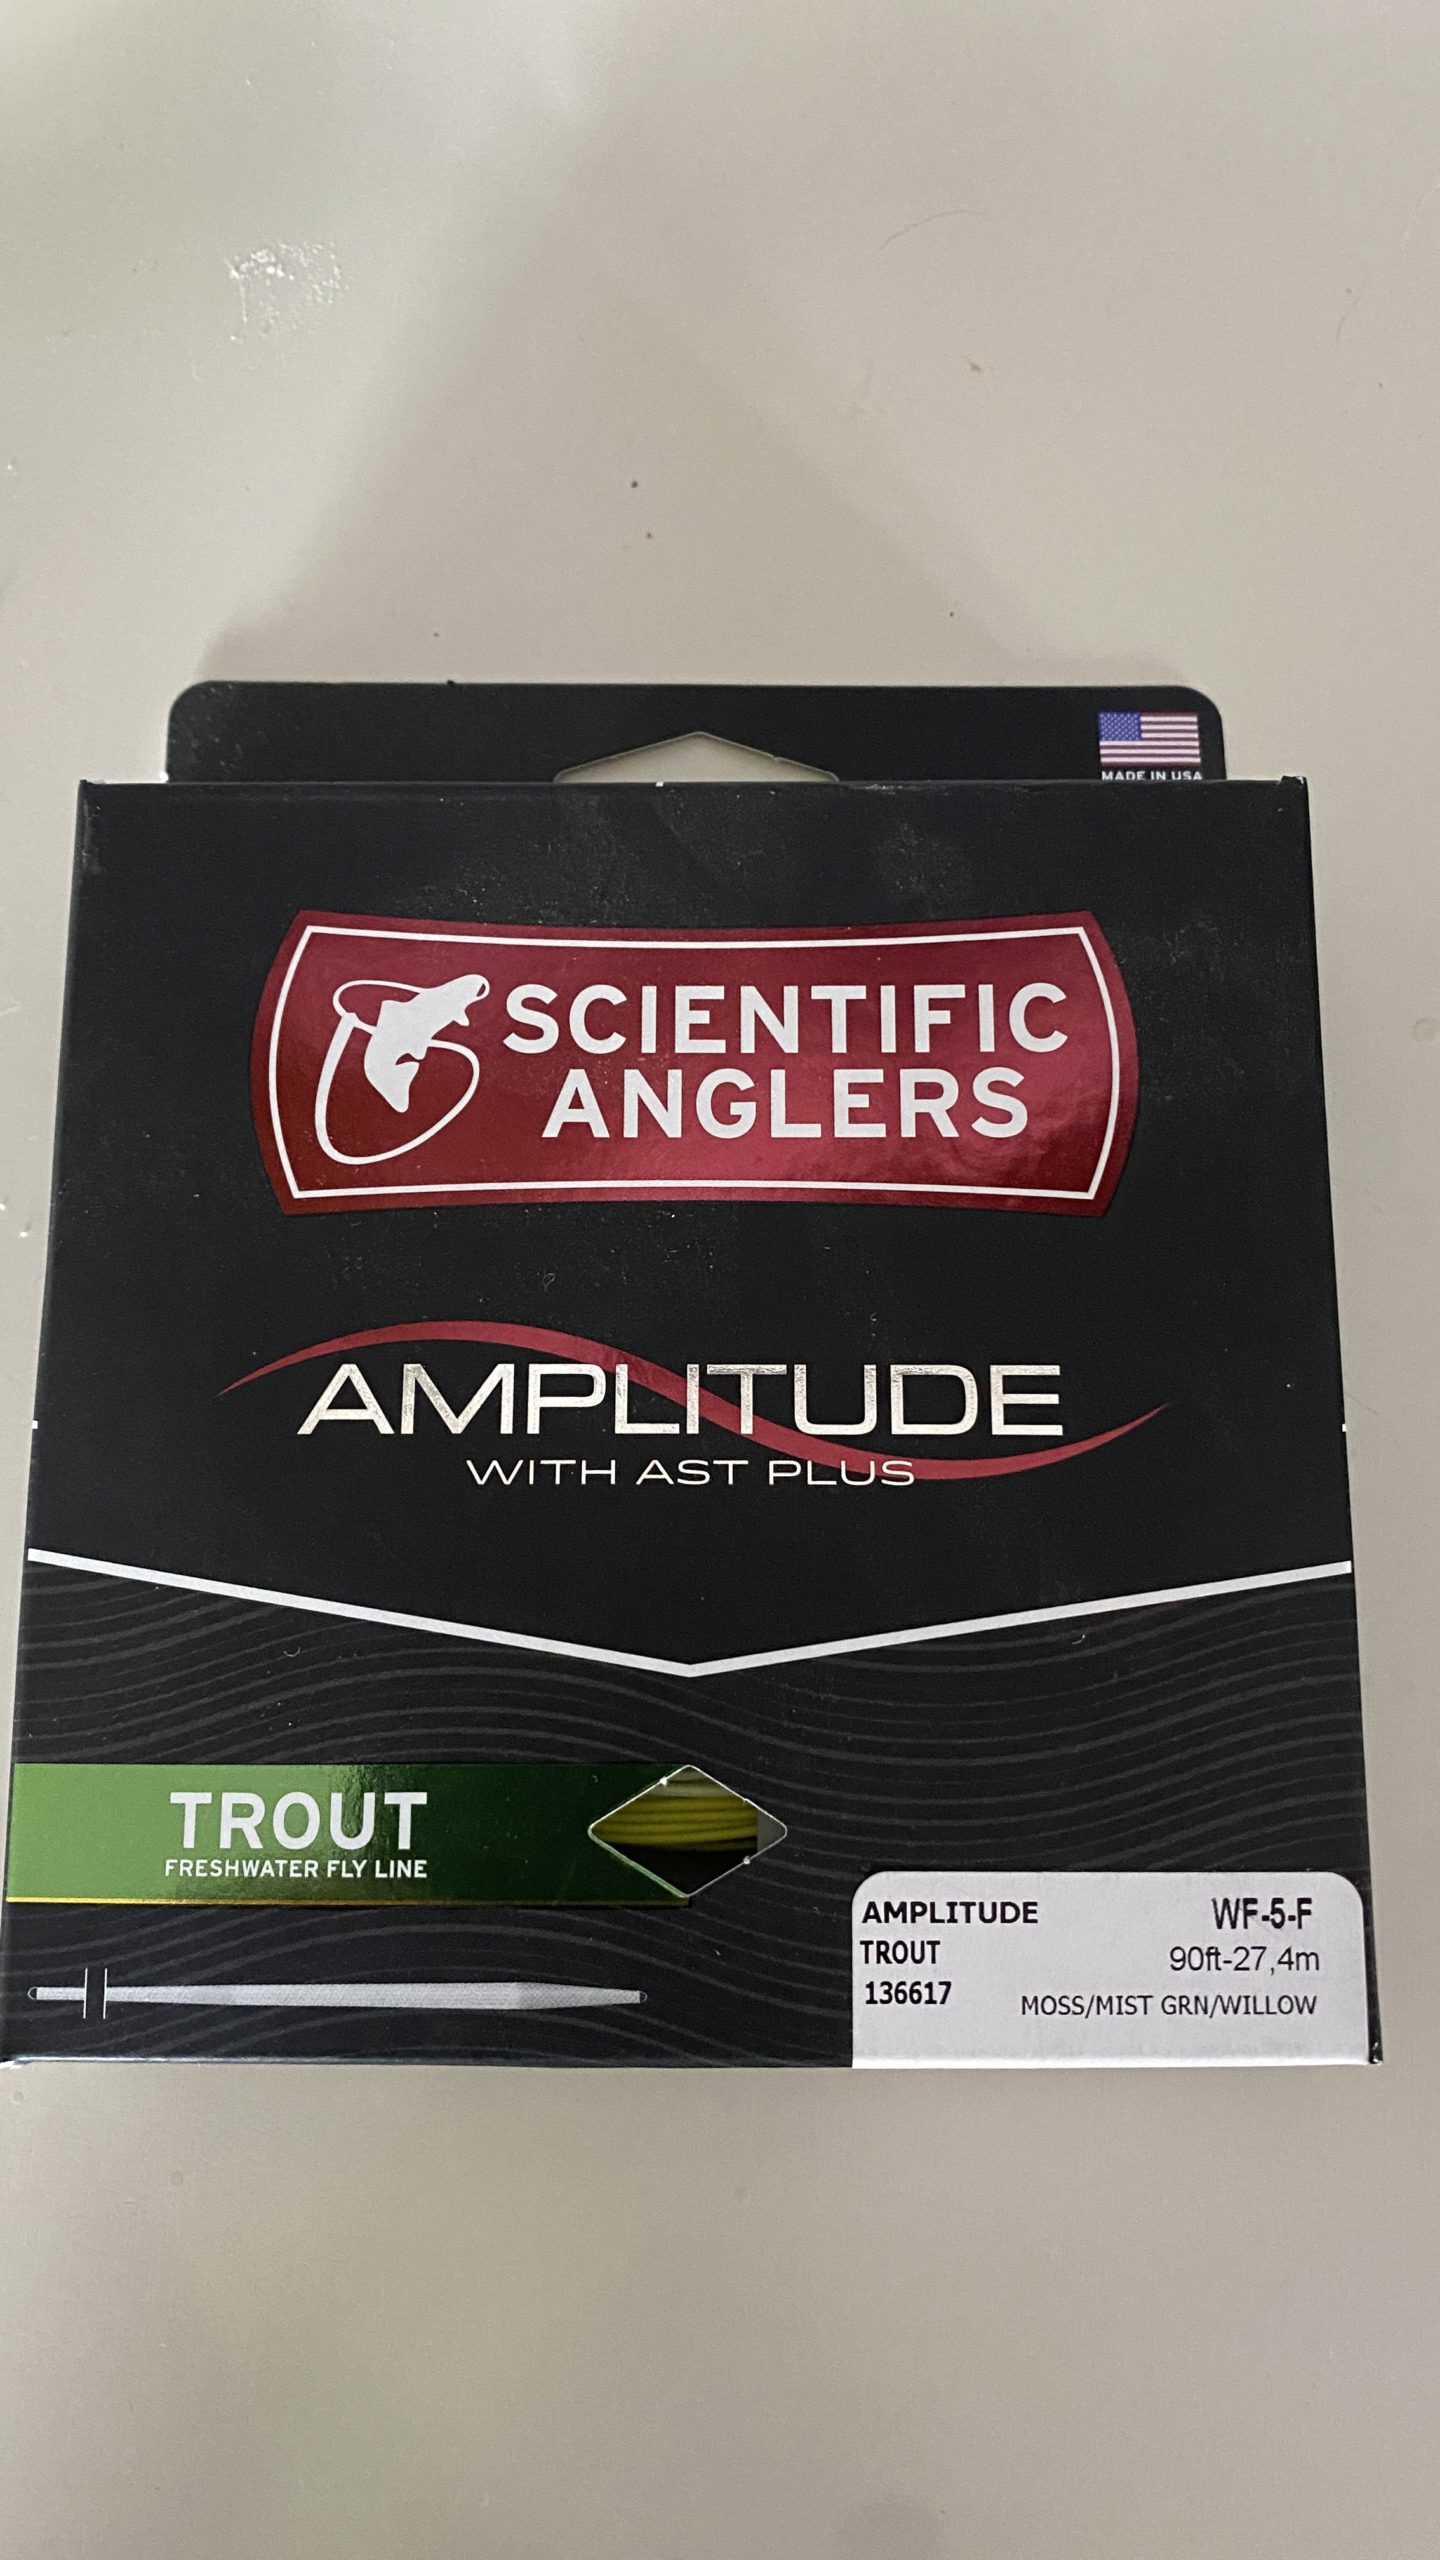 MADE IN USA
SCIENTIFIC
ANGLERS
AMPLITUDE
WITH AST PLUS
TROUT
FRESHWATER FLY LINE
AMPLITUDE WF-5-F
TROUT 90ft-27,4m
136617 MOSS/MIST GRN/WILLOW